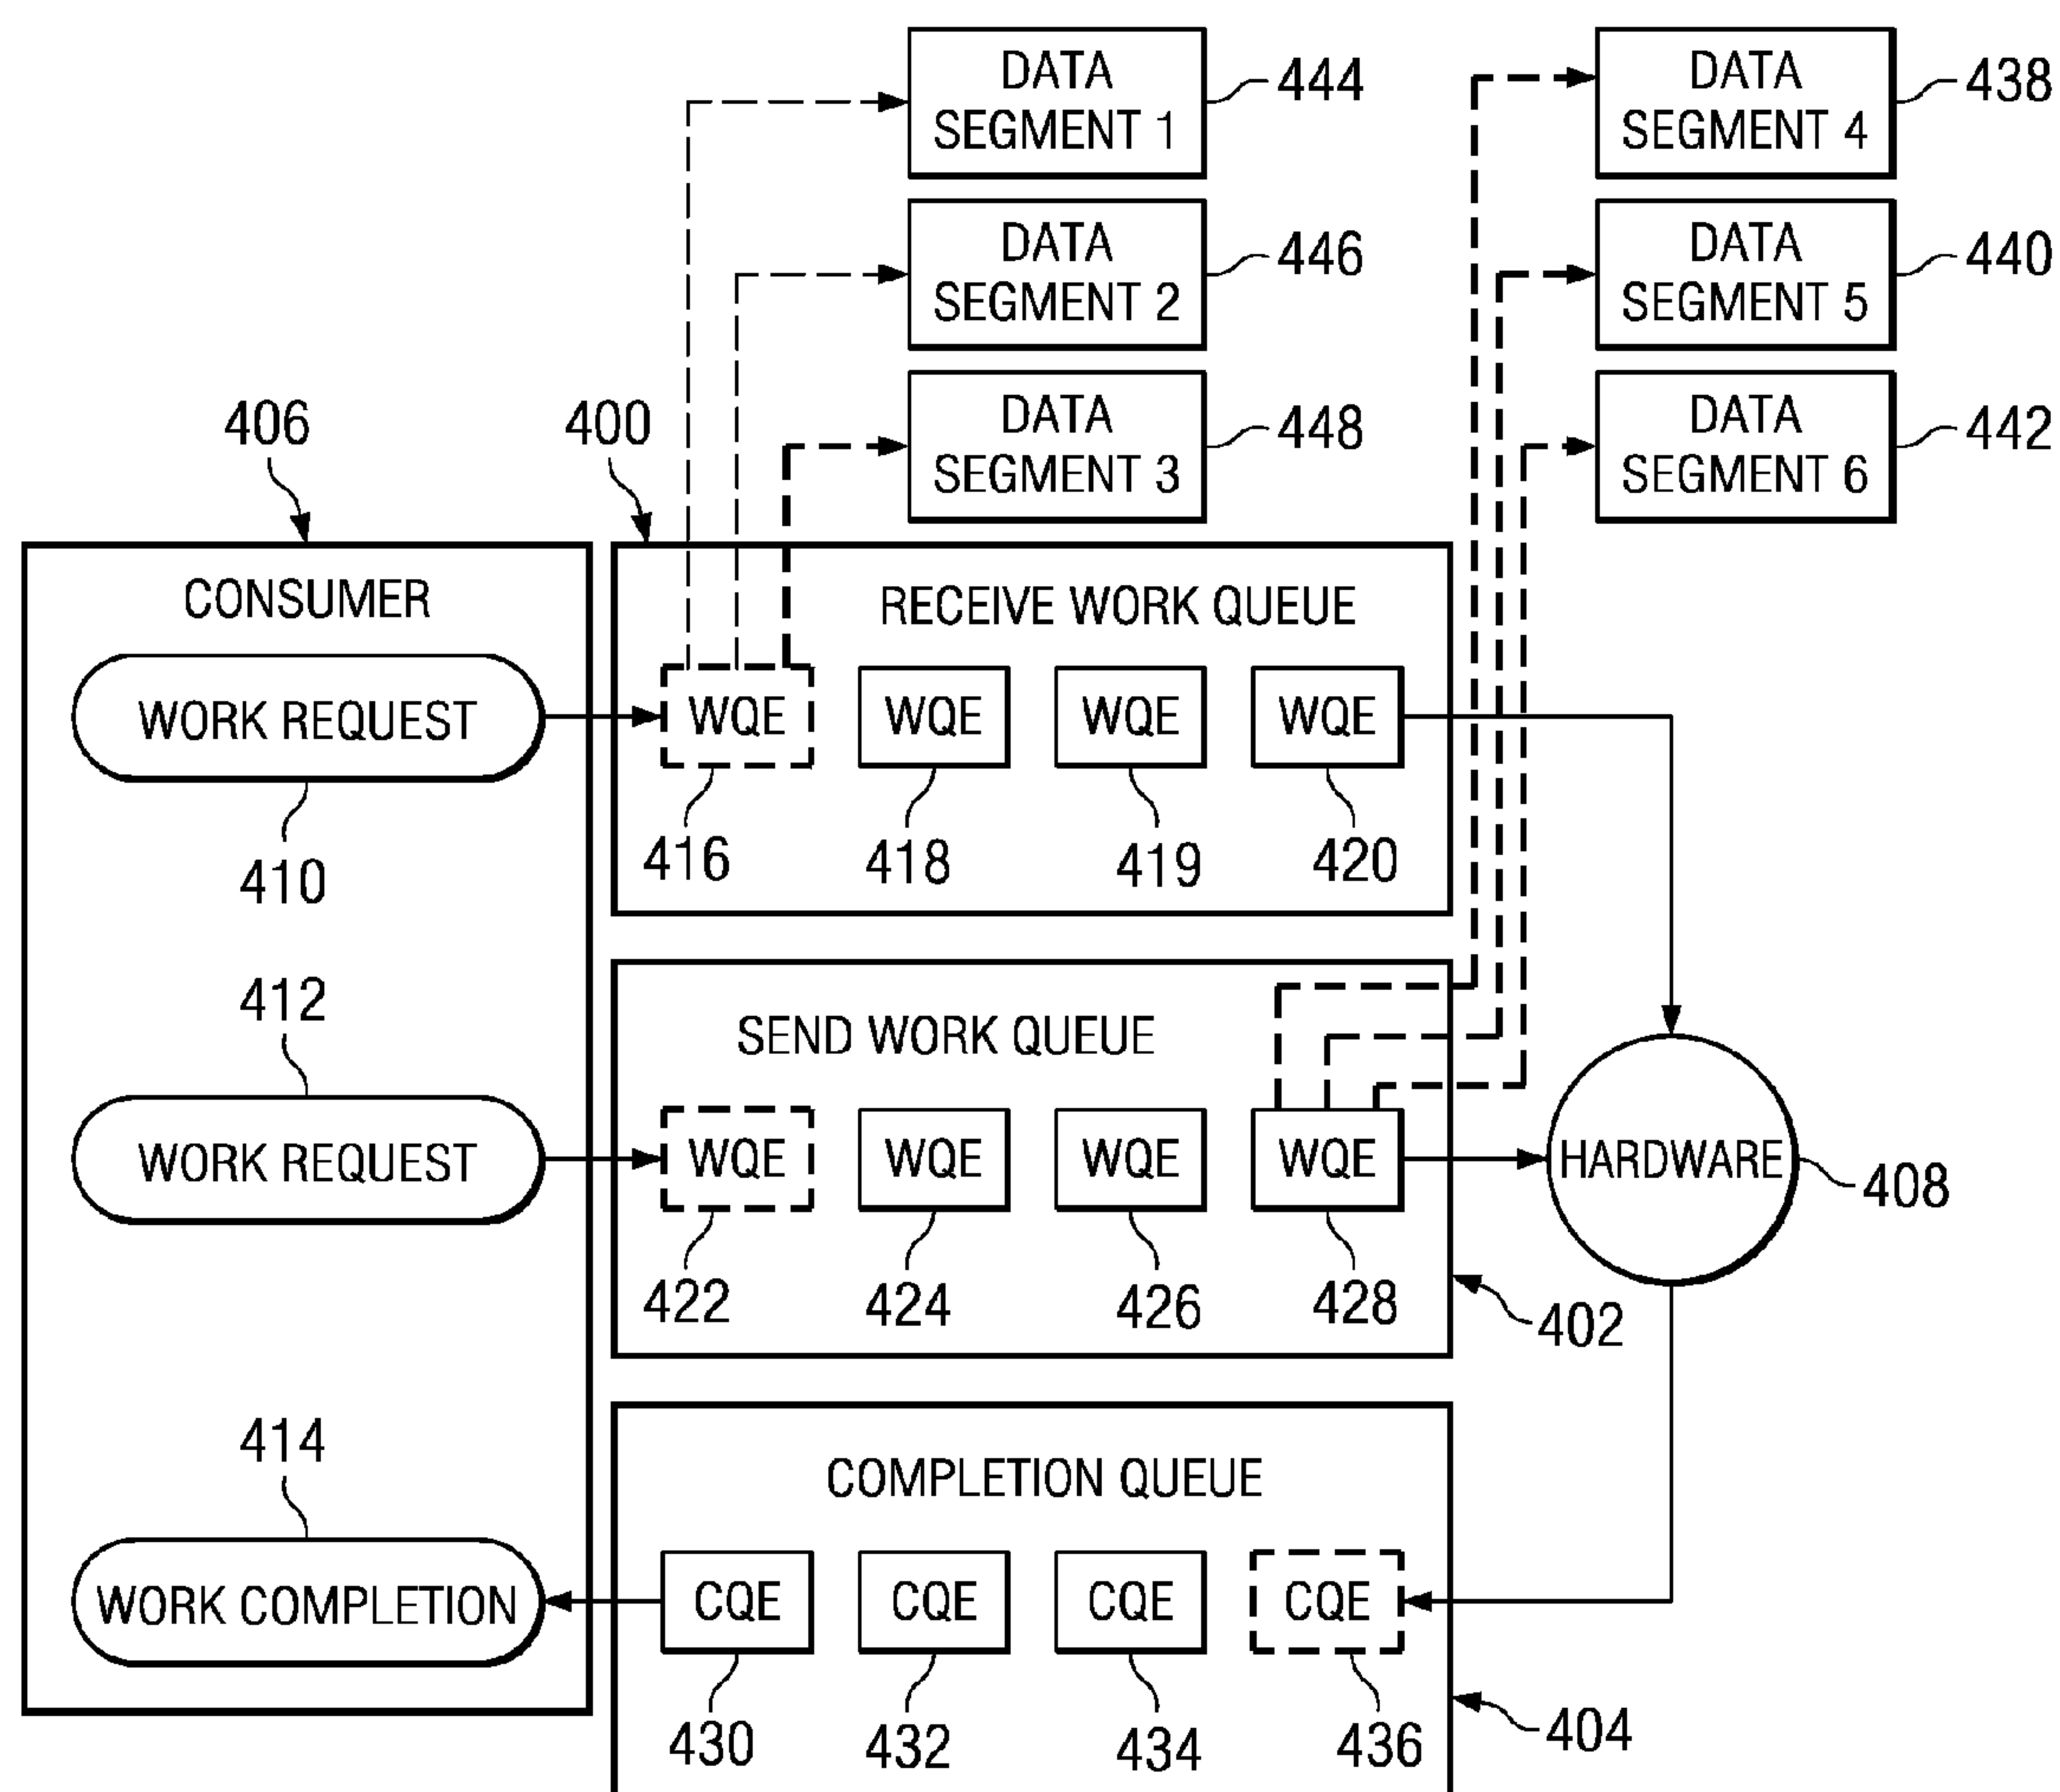 DATA
SEGMENT 1
444
DATA
SEGMENT 4
438
DATA
SEGMENT 2
446
DATA
SEGMENT 5
440
DATA
SEGMENT 3
448
DATA
SEGMENT 6
442
406
400
CONSUMER
RECEIVE WORK QUEUE
WORK REQUEST
WQE
WQE
WQE
WQE
410
416
418
419
420
412
SEND WORK QUEUE
WORK REQUEST
WQE
WQE
WQE
WQE
HARDWARE
408
422
424
426
428
402
414
COMPLETION QUEUE
WORK COMPLETION
CQE
CQE
CQE
CQE
430
432
434
436
404